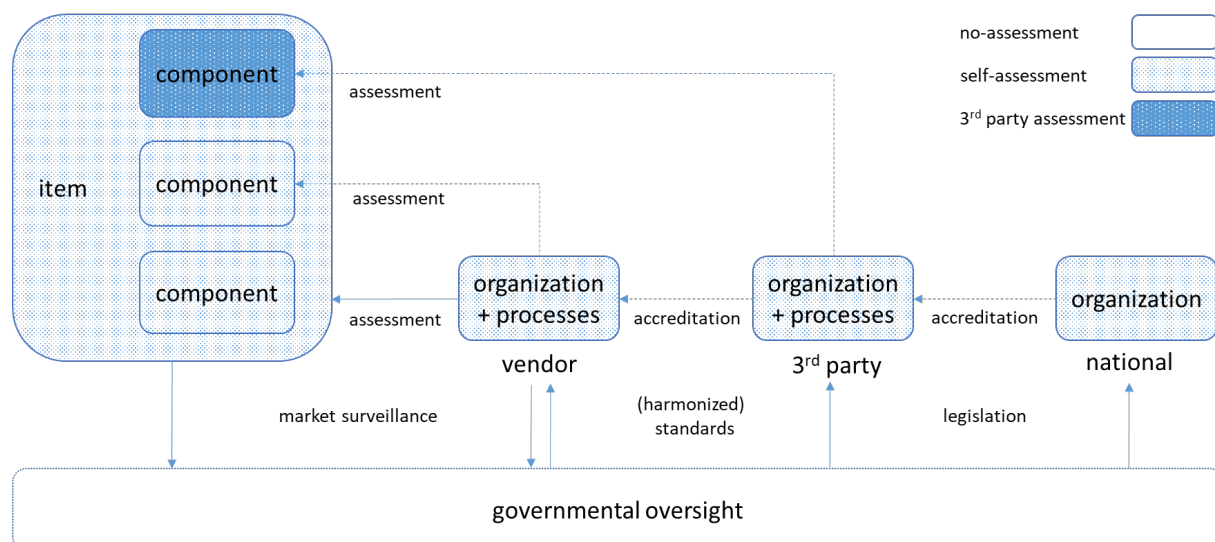 no-assessment
self-assessment
3rd party assessment
component
assessment
component
assessment
item
component
assessment
organization
+ processes
vendor
accreditation
organization
+ processes
3rd party
accreditation
organization
national
market surveillance
(harmonized)
standards
legislation
governmental oversight